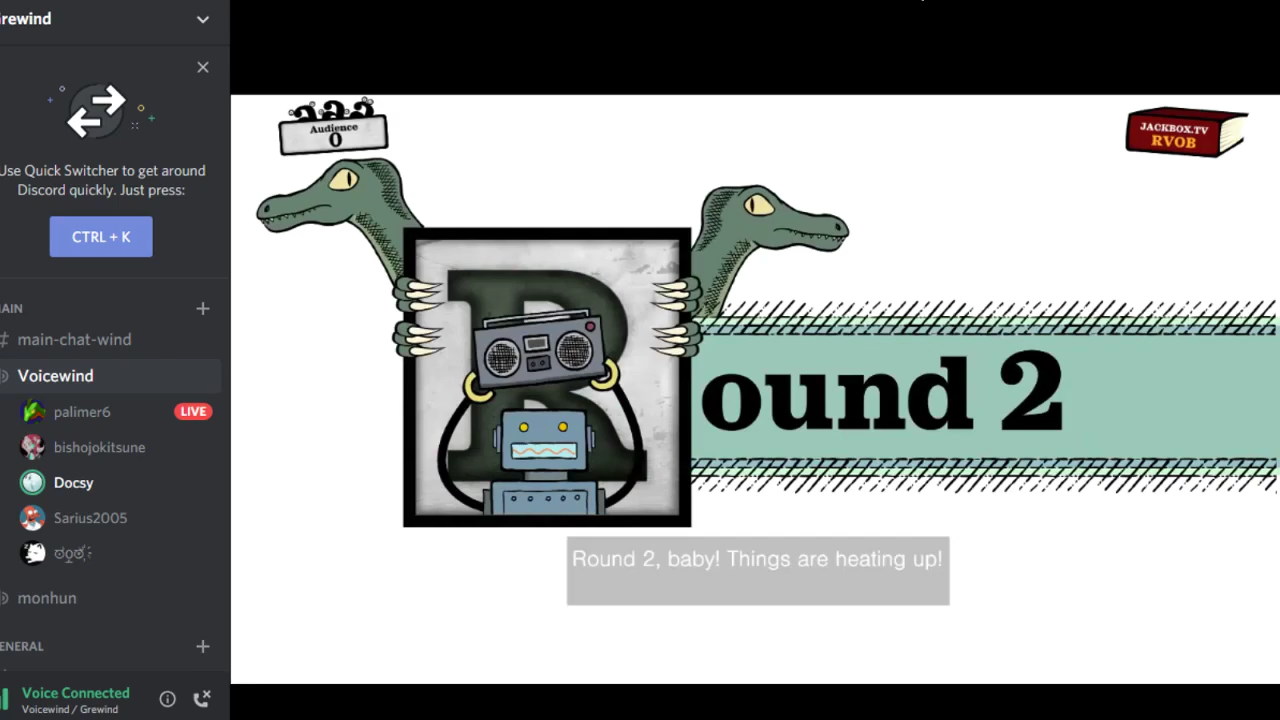 rewind
Use Quick Switcher to get around
Discord quickly. Just press:
CTRL + K
AIN
main-chat-wind
Voicewind
palimer6 LIVE
bishojokitsune
Docsy
Sarius2005
monhun
ENERAL
Voice Connected
Voicewind / Grewind
Audience
0
JACKBOX.TV
RVOB
Round 2
Round 2, baby! Things are heating up!